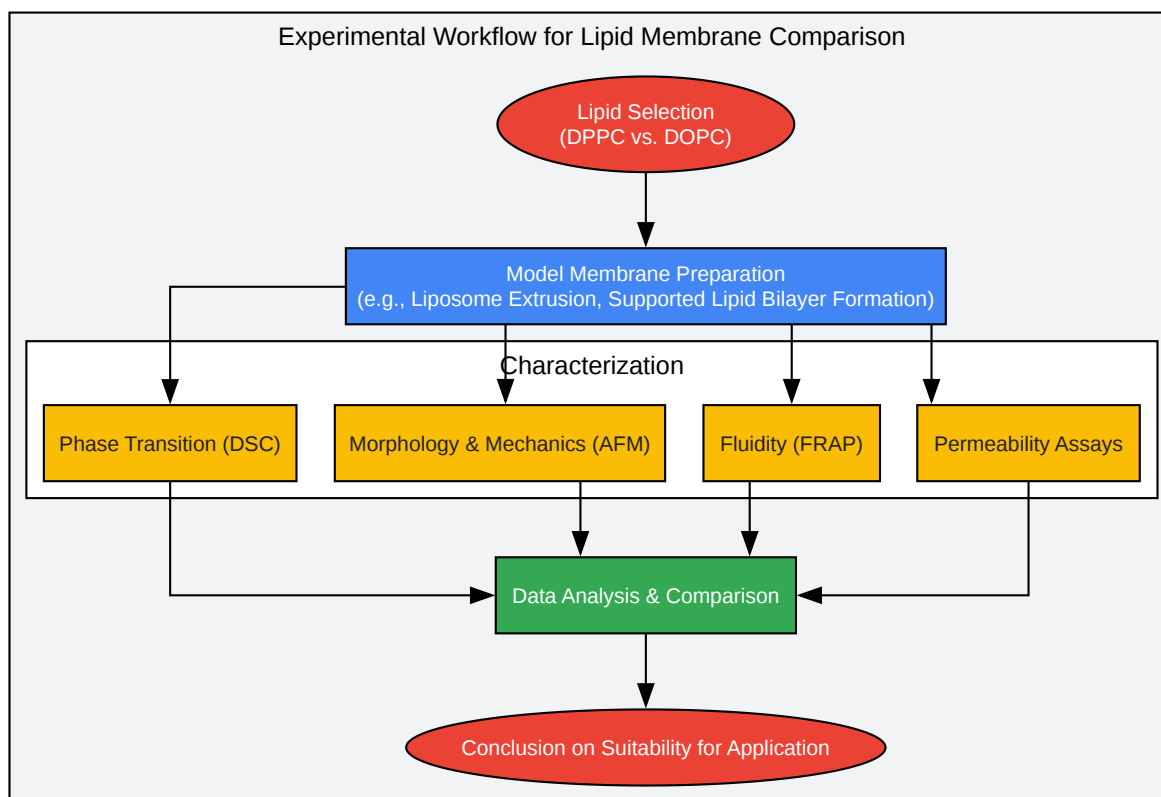 Experimental Workflow for Lipid Membrane Comparison
Lipid Selection
(DPPC vs. DOPC)
Model Membrane Preparation
(e.g., Liposome Extrusion, Supported Lipid Bilayer Formation)
Characterization
Phase Transition (DSC)
Morphology & Mechanics (AFM)
Fluidity (FRAP)
Permeability Assays
Data Analysis & Comparison
Conclusion on Suitability for Application